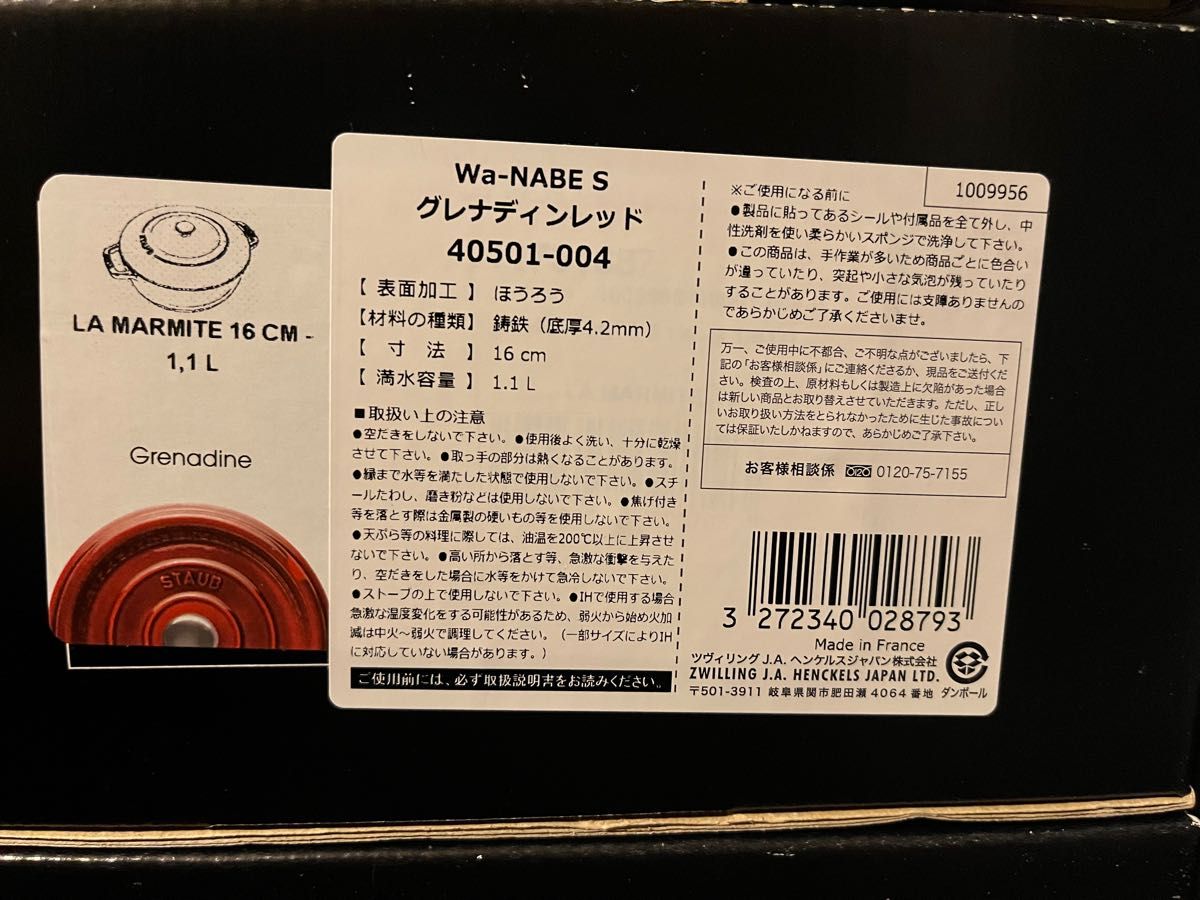 LA MARMITE 16 CM -
1,1 L
Grenadine
STAUB
Wa-NABE S
グレナディンレッド
40501-004
【 表面加工 】 ほうろう
【材料の種類】 鋳鉄（底厚4.2mm）
【 寸 法 】 16 cm
【 満水容量 】 1.1 L
■取扱い上の注意
●空だきをしないで下さい。●使用後よく洗い、十分に乾燥
させて下さい。●取っ手の部分は熱くなることがあります。
●縁まで水等を満たした状態で使用しないで下さい。●スチ
ールたわし、磨き粉などは使用しないで下さい。●焦げ付き
等を落とす際は金属製の硬いもの等を使用しないで下さい。
●天ぷら等の料理に際しては、油温を200℃以上に上昇させ
ないで下さい。●高い所から落とす等、急激な衝撃を与えた
り、空だきをした場合に水等をかけて急冷しないで下さい。
●ストーブの上で使用しないで下さい。●IHで使用する場合
急激な温度変化をする可能性があるため、弱火から始め火加
減は中火～弱火で調理してください。（一部サイズによりIH
に対応していない場合があります。）
ご使用前には、必ず取扱説明書をお読みください。
1009956
※ご使用になる前に
●製品に貼ってあるシールや付属品を全て外し、中
性洗剤を使い柔らかいスポンジで洗浄して下さい。
●この商品は、手作業が多いため商品ごとに色合い
が違っていたり、突起や小さな気泡が残っていたり
することがあります。ご使用には支障ありませんの
であらかじめご了承くださいませ。
万一、ご使用中に不都合、ご不明な点がございましたら、下
記の「お客様相談係」にご連絡くださるか、現品をご送付くだ
さい。検査の上、原材料もしくは製造上に欠陥があった場合
は新しい商品とお取り替えさせていただきます。ただし、正し
いお取り扱い方法をとられなかったために生じた事故につい
ては保証いたしかねますので、あらかじめご了承下さい。
お客様相談係 0120-75-7155
3 272340 028793
Made in France
ツヴィリング J.A. ヘンケルスジャパン株式会社
ZWILLING J.A. HENCKELS JAPAN LTD.
〒501-3911 岐阜県関市肥田瀬 4064 番地
ダンボール